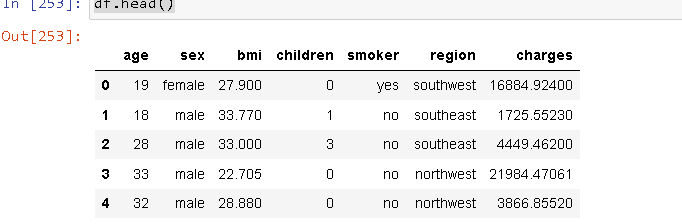 In [253]: df.head()
Out[253]:
age sex bmi children smoker region charges
0 19 female 27.900 0 yes southwest 16884.92400
1 18 male 33.770 1 no southeast 1725.55230
2 28 male 33.000 3 no southeast 4449.46200
3 33 male 22.705 0 no northwest 21984.47061
4 32 male 28.880 0 no northwest 3866.85520